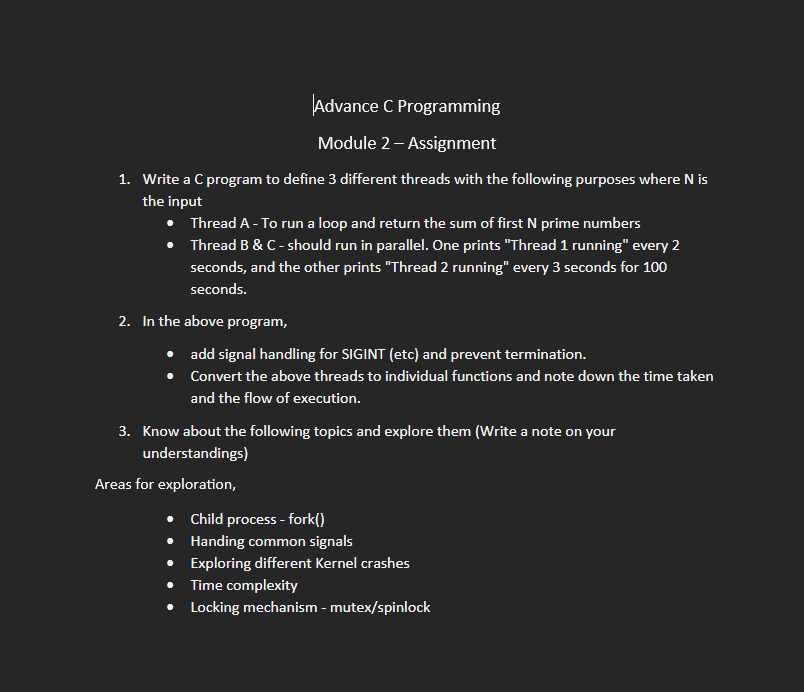 Advance C Programming
Module 2 – Assignment
1. Write a C program to define 3 different threads with the following purposes where N is
the input
• Thread A - To run a loop and return the sum of first N prime numbers
• Thread B & C - should run in parallel. One prints "Thread 1 running" every 2
seconds, and the other prints "Thread 2 running" every 3 seconds for 100
seconds.
2. In the above program,
• add signal handling for SIGINT (etc) and prevent termination.
• Convert the above threads to individual functions and note down the time taken
and the flow of execution.
3. Know about the following topics and explore them (Write a note on your
understandings)
Areas for exploration,
• Child process - fork()
• Handing common signals
• Exploring different Kernel crashes
• Time complexity
• Locking mechanism - mutex/spinlock